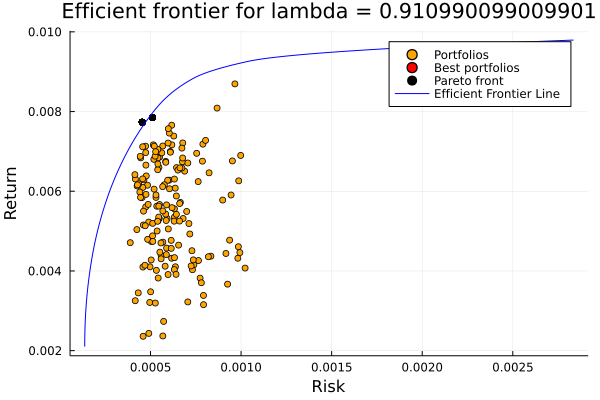 Efficient frontier for lambda = 0.910990099009901
0.010
Portfolios
Best portfolios
Pareto front
Efficient Frontier Line
0.008
0.006
0.004
0.002
Return
0.0005
0.0010
0.0015
0.0020
0.0025
Risk